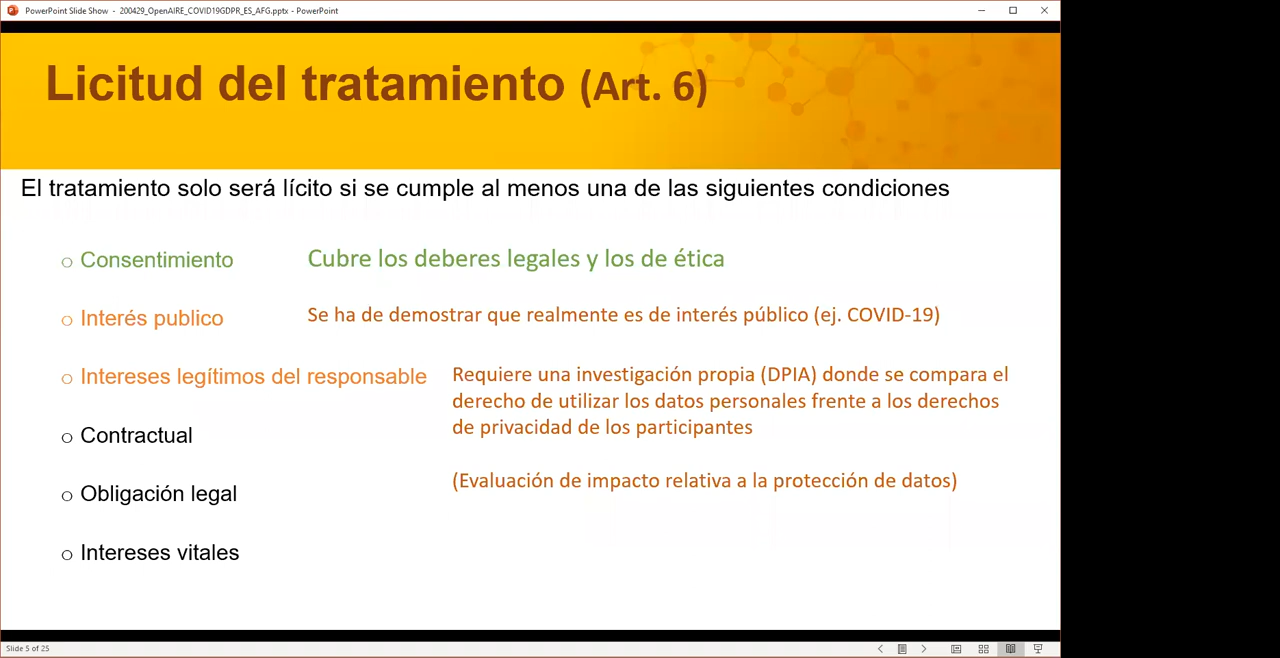 PowerPoint Slide Show - 200429_OpenAIRE_COVID19GDPR_ES_AFG.pptx - PowerPoint
Licitud del tratamiento (Art. 6)
El tratamiento solo será lícito si se cumple al menos una de las siguientes condiciones
o Consentimiento
Cubre los deberes legales y los de ética
o Interés publico
Se ha de demostrar que realmente es de interés público (ej. COVID-19)
o Intereses legítimos del responsable
Requiere una investigación propia (DPIA) donde se compara el
derecho de utilizar los datos personales frente a los derechos
de privacidad de los participantes
o Contractual
(Evaluación de impacto relativa a la protección de datos)
o Obligación legal
o Intereses vitales
Slide 5 of 25